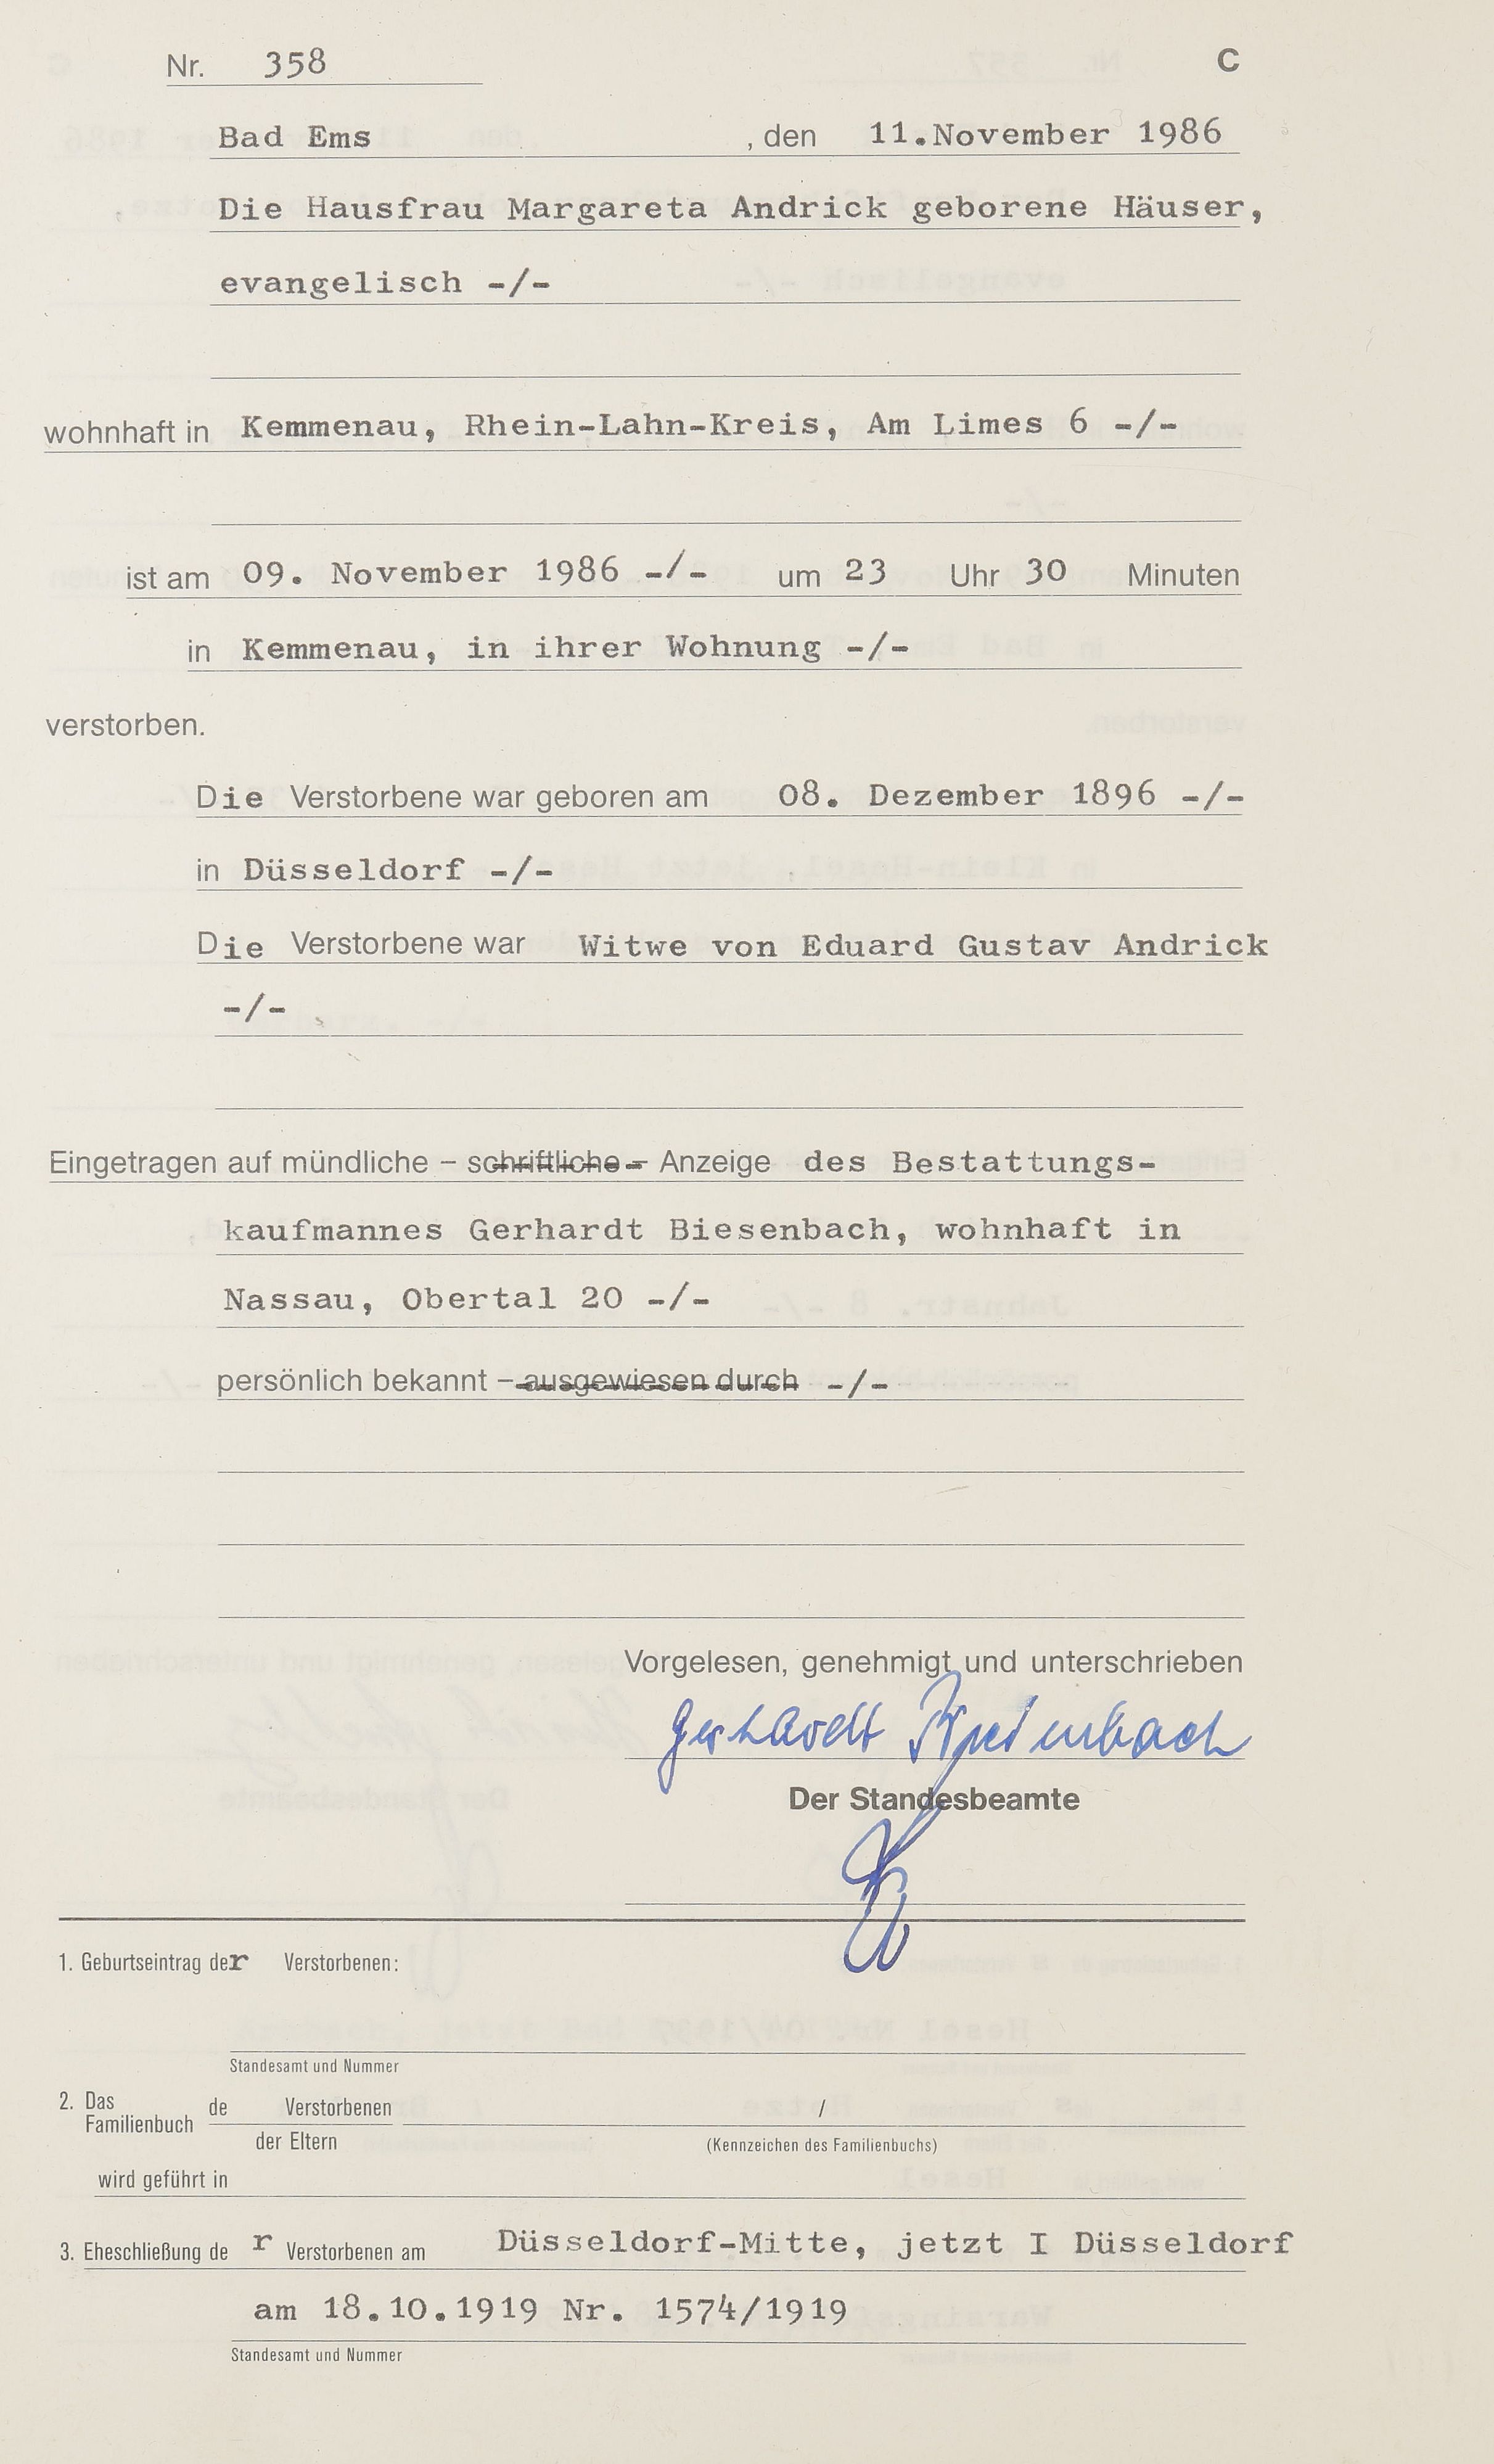 Nr. 358 C
Bad Ems , den 11.November 1986
Die Hausfrau Margareta Andrick geborene Häuser,
evangelisch -/-
wohnhaft in Kemmenau, Rhein-Lahn-Kreis, Am Limes 6 -/-
ist am 09. November 1986 -/- um 23 Uhr 30 Minuten
in Kemmenau, in ihrer Wohnung -/-
verstorben.
Die Verstorbene war geboren am 08. Dezember 1896 -/-
in Düsseldorf -/-
Die Verstorbene war Witwe von Eduard Gustav Andrick
-/-
Eingetragen auf mündliche – schriftliche – Anzeige des Bestattungs-
kaufmannes Gerhardt Biesenbach, wohnhaft in
Nassau, Obertal 20 -/-
persönlich bekannt – ausgewiesen durch -/-
Vorgelesen, genehmigt und unterschrieben
Gerhardt Biesenbach
Der Standesbeamte
1. Geburtseintrag der Verstorbenen:
Standesamt und Nummer
2. Das Familienbuch de Verstorbenen /
der Eltern (Kennzeichen des Familienbuchs)
wird geführt in
3. Eheschließung de r Verstorbenen am Düsseldorf-Mitte, jetzt I Düsseldorf
am 18.10.1919 Nr. 1574/1919
Standesamt und Nummer